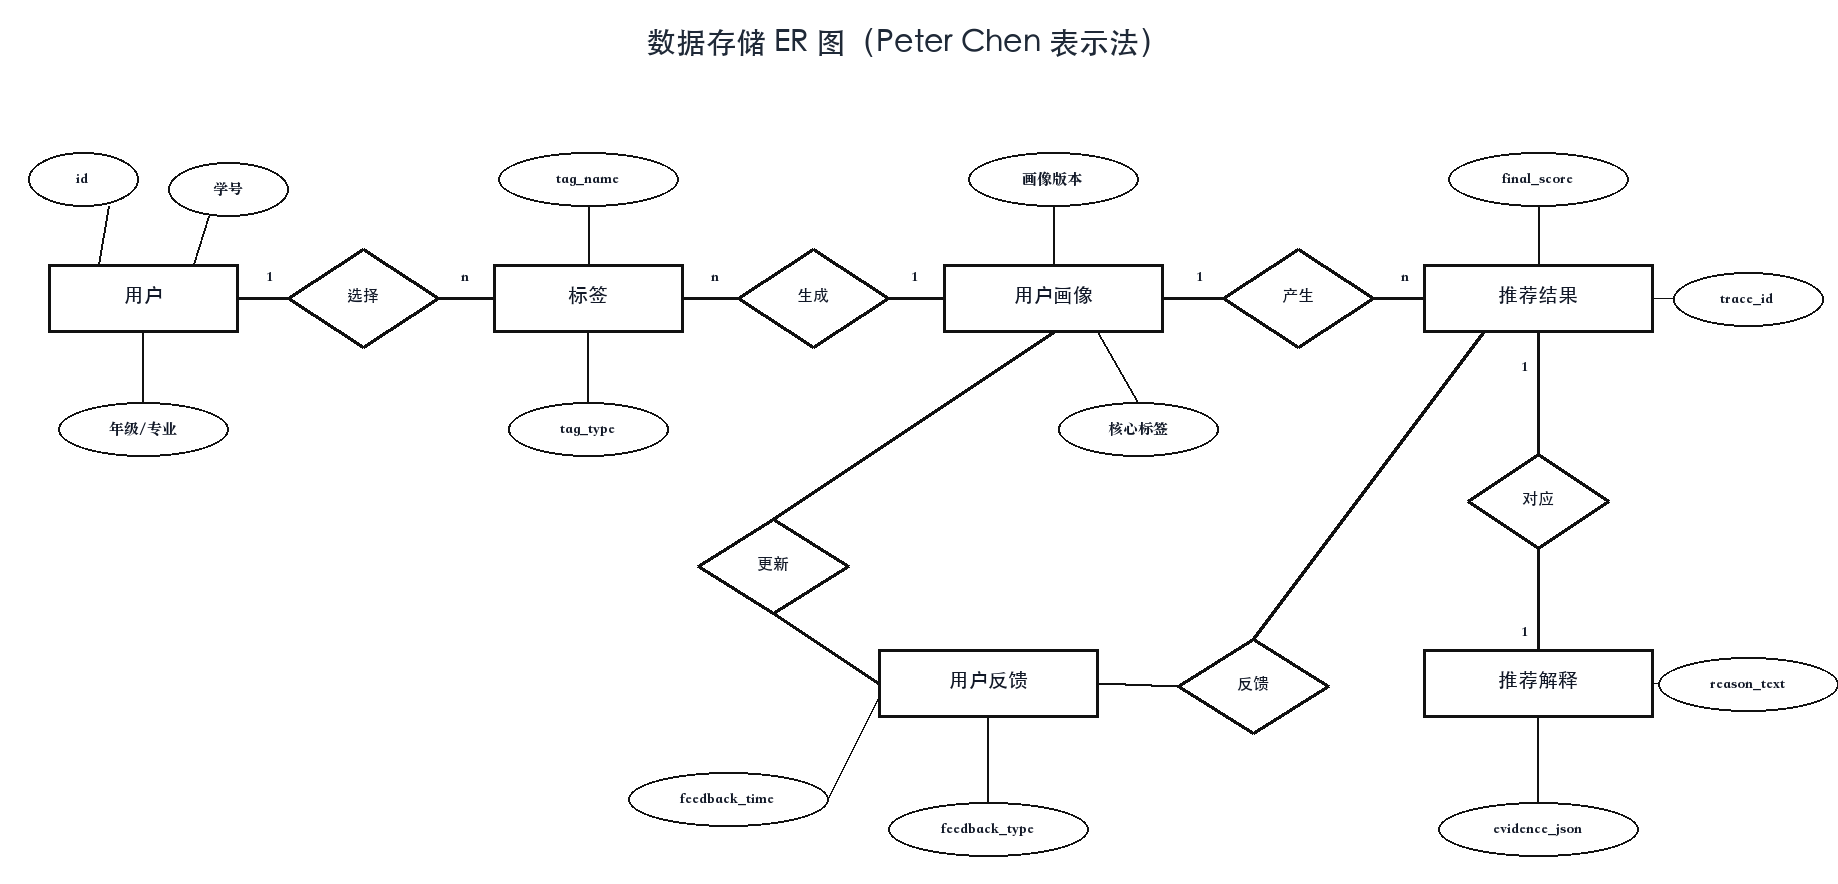 数据存储 ER 图（Peter Chen 表示法）
id
学号
tag_name
画像版本
final_score
用户
1
选择
n
标签
n
生成
1
用户画像
1
产生
n
推荐结果
trace_id
1
年级/专业
tag_type
核心标签
对应
更新
1
用户反馈
反馈
推荐解释
reason_text
feedback_time
feedback_type
evidence_json